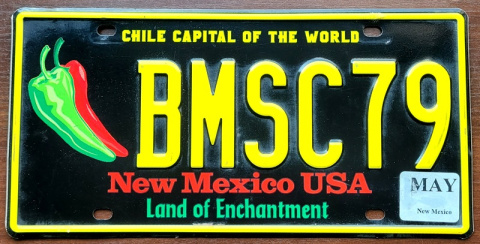 CHILE CAPITAL OF THE WORLD
BMSC79
New Mexico USA
MAY
New Mexico
Land of Enchantment